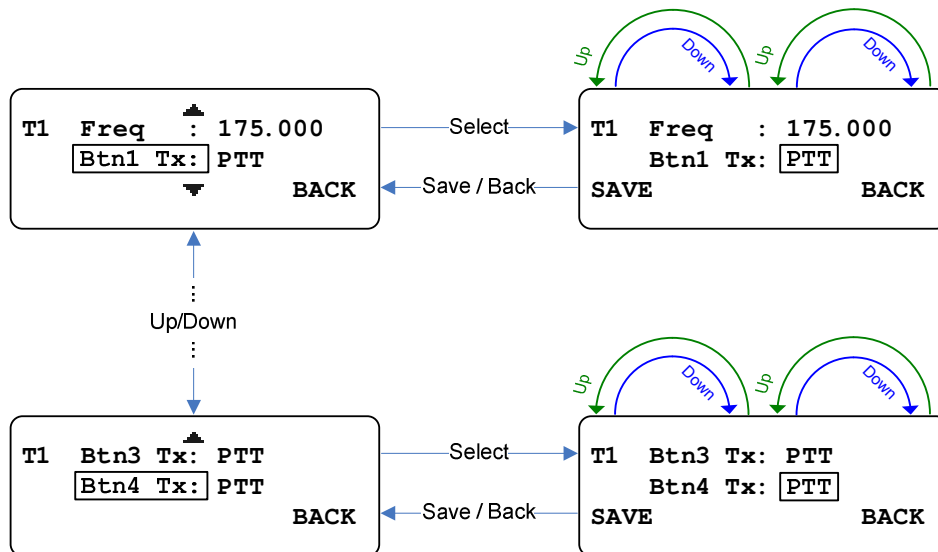 Up Down Up Down
T1 Freq : 175.000
Btn1 Tx: PTT
BACK
Select
Save / Back
T1 Freq : 175.000
Btn1 Tx: PTT
SAVE BACK
Up/Down
Up Down Up Down
T1 Btn3 Tx: PTT
Btn4 Tx: PTT
BACK
Select
Save / Back
T1 Btn3 Tx: PTT
Btn4 Tx: PTT
SAVE BACK